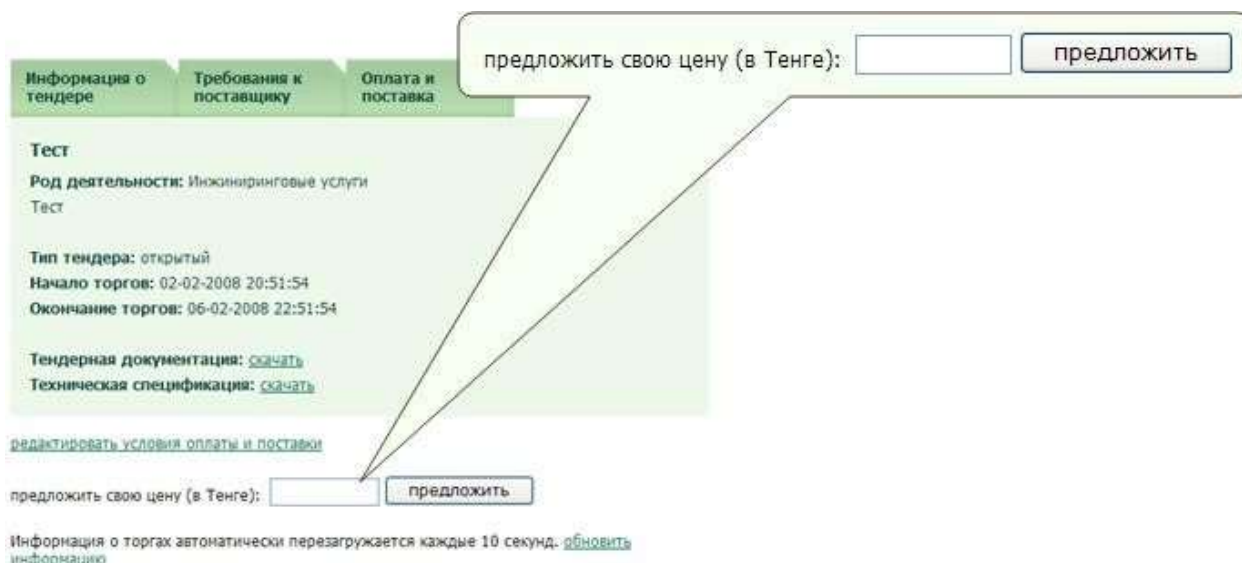 предложить свою цену (в Тенге):
предложить
Информация о
тендере
Требования к
поставщику
Оплата и
поставка
Тест
Род деятельности: Инжиниринговые услуги
Тест
Тип тендера: открытый
Начало торгов: 02-02-2008 20:51:54
Окончание торгов: 06-02-2008 22:51:54
Тендерная документация: скачать
Техническая спецификация: скачать
редактировать условия оплаты и поставки
предложить свою цену (в Тенге):
предложить
Информация о торгах автоматически перезагружается каждые 10 секунд. обновить
информацию